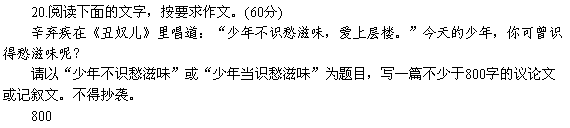 20.阅读下面的文字，按要求作文。(60分)
辛弃疾在《丑奴儿》里唱道：“少年不识愁滋味，爱上层楼。”今天的少年，你可曾识
得愁滋味呢？
请以“少年不识愁滋味”或“少年当识愁滋味”为题目，写一篇不少于800字的议论文
或记叙文。不得抄袭。
800